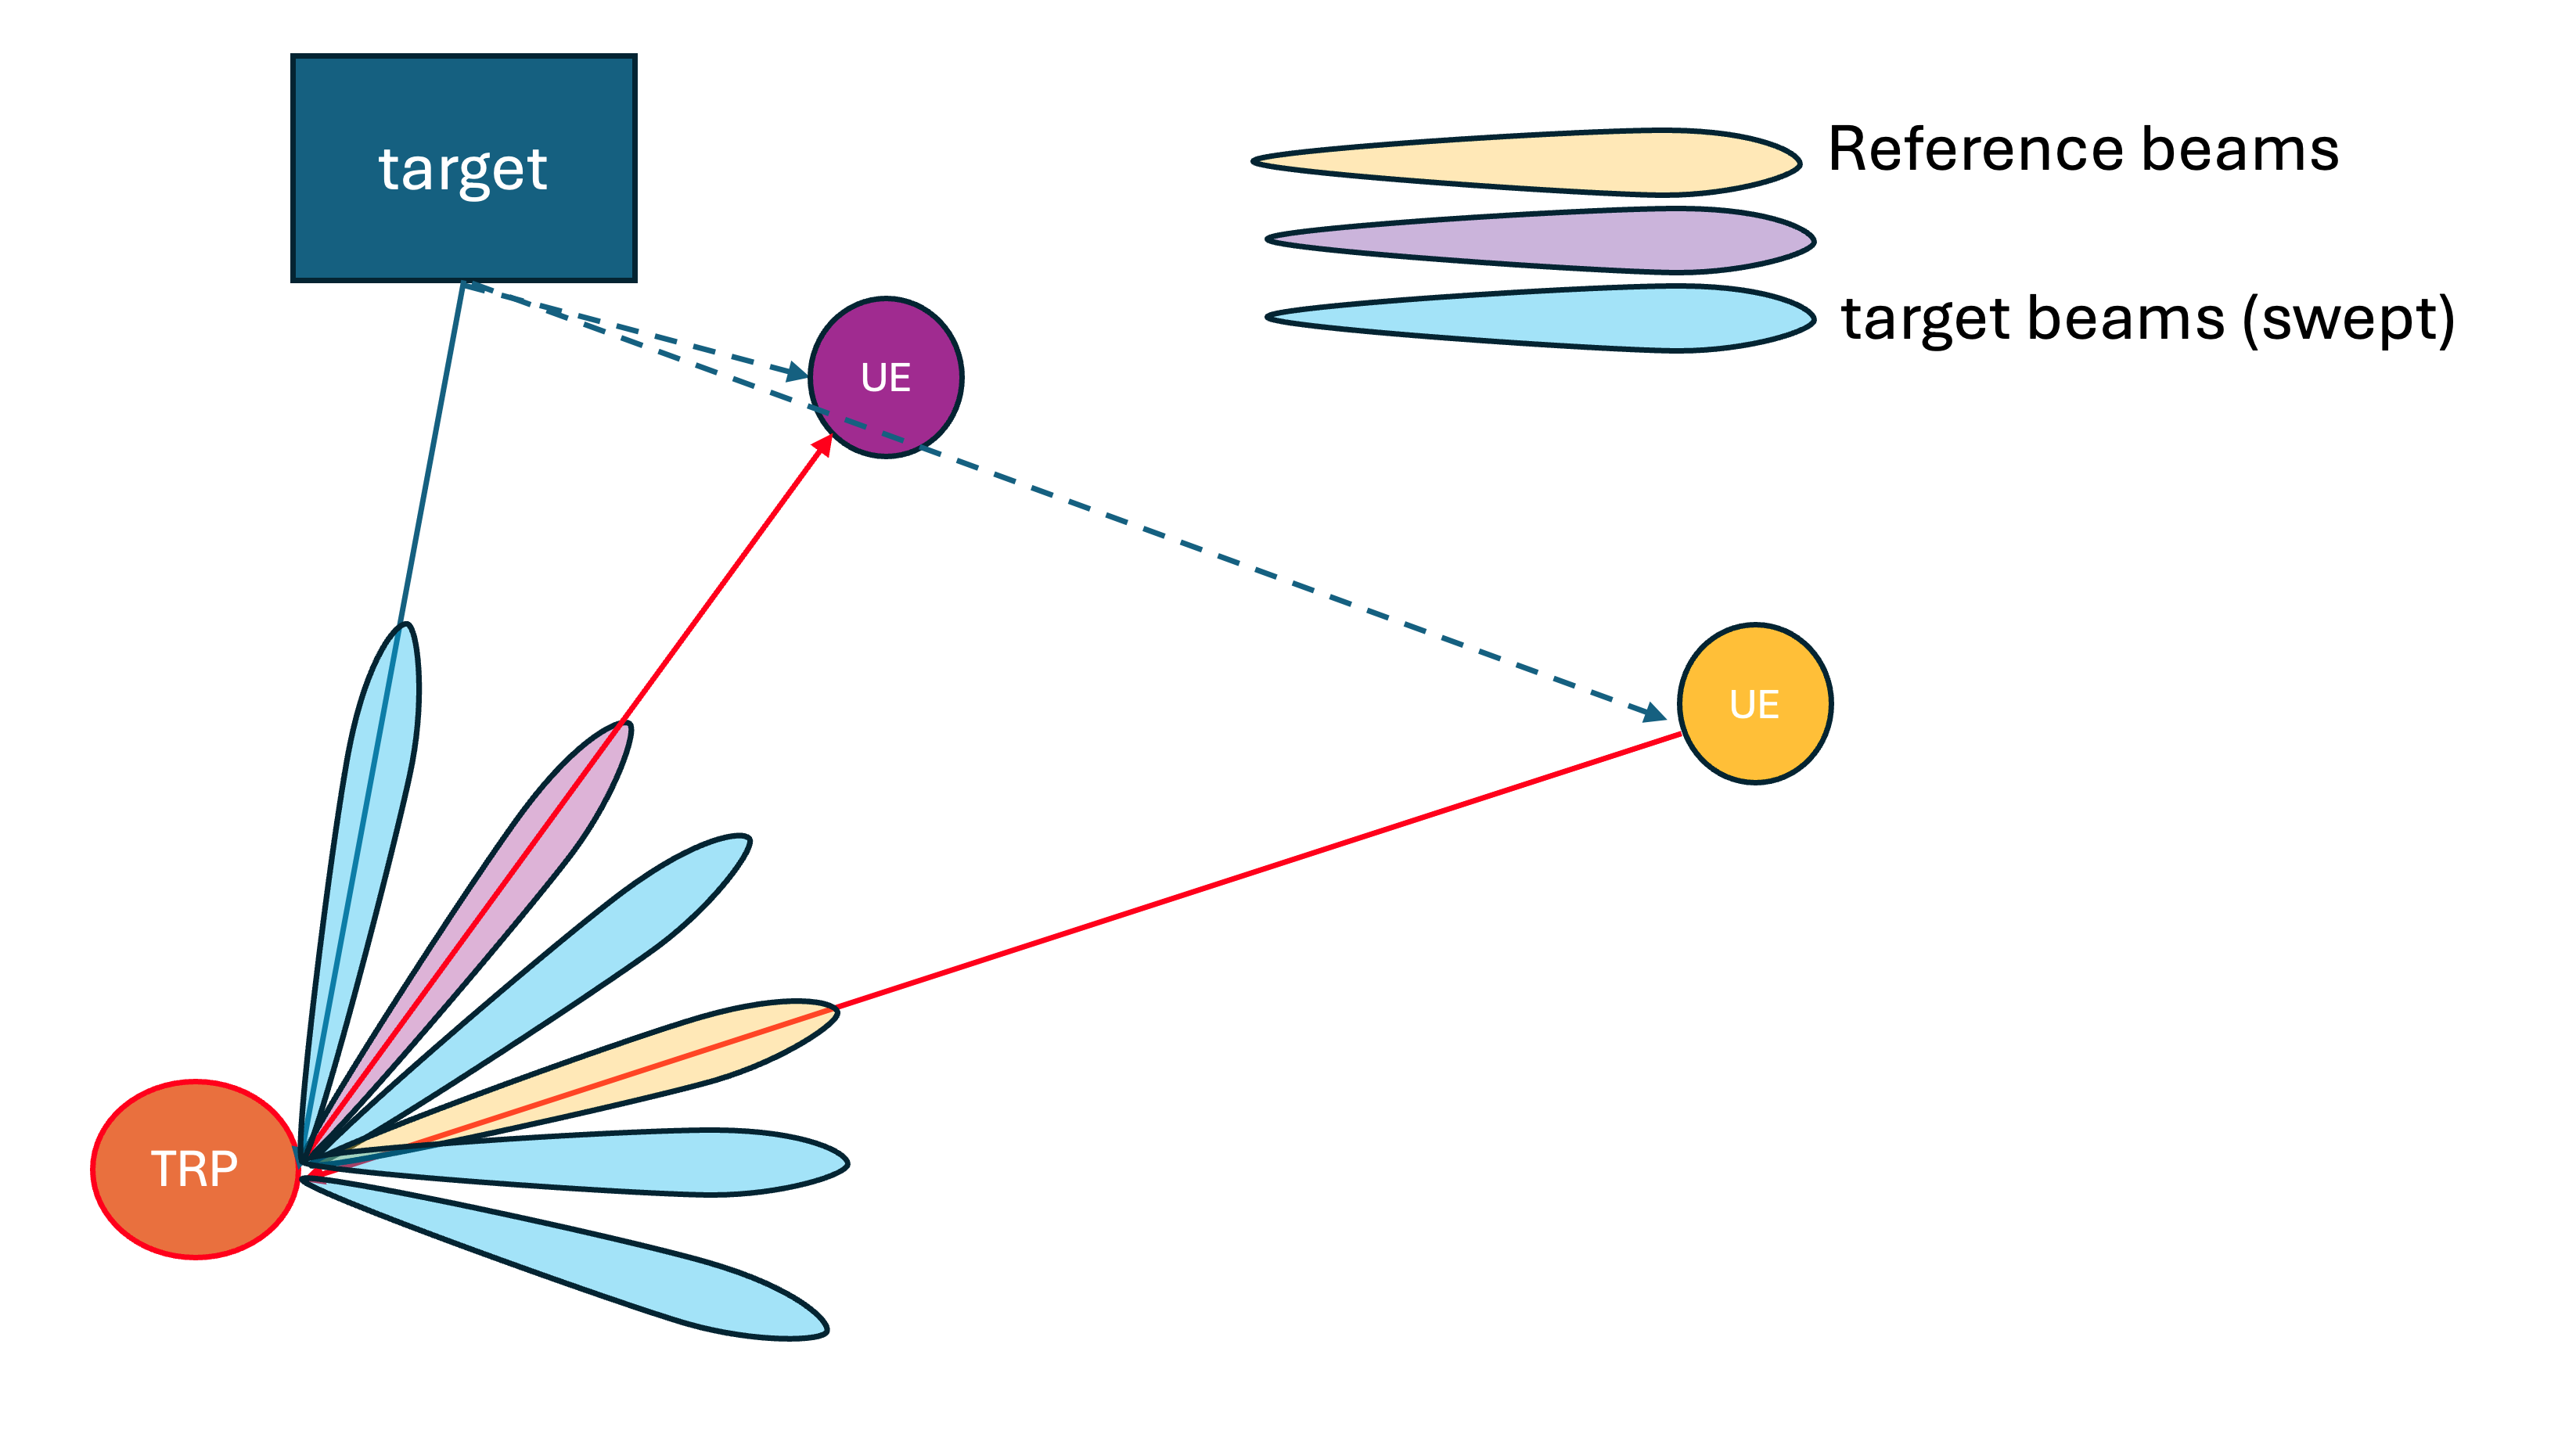 target
Reference beams
target beams (swept)
UE
UE
TRP